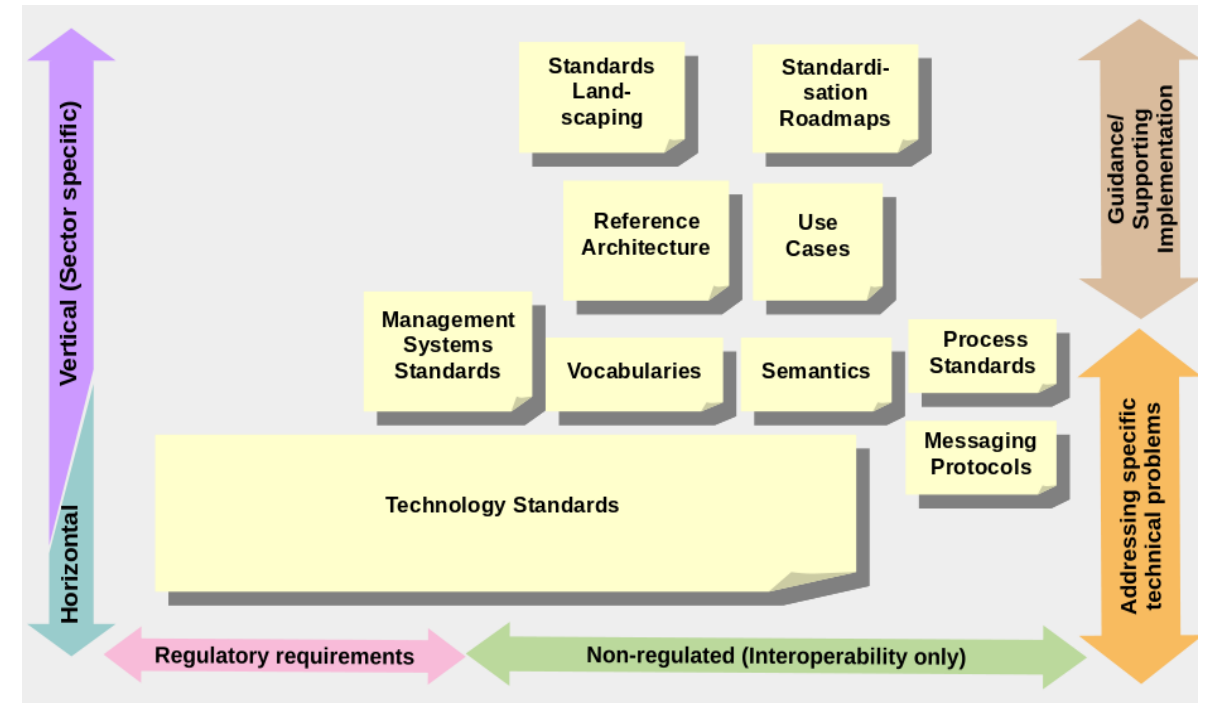 Standards
Land-
scaping
Standardi-
sation
Roadmaps
Guidance/
Supporting
Implementation
Vertical (Sector specific)
Reference
Architecture
Use
Cases
Management
Systems
Standards
Vocabularies
Semantics
Process
Standards
Messaging
Protocols
Addressing specific
technical problems
Technology Standards
Horizontal
Regulatory requirements
Non-regulated (Interoperability only)